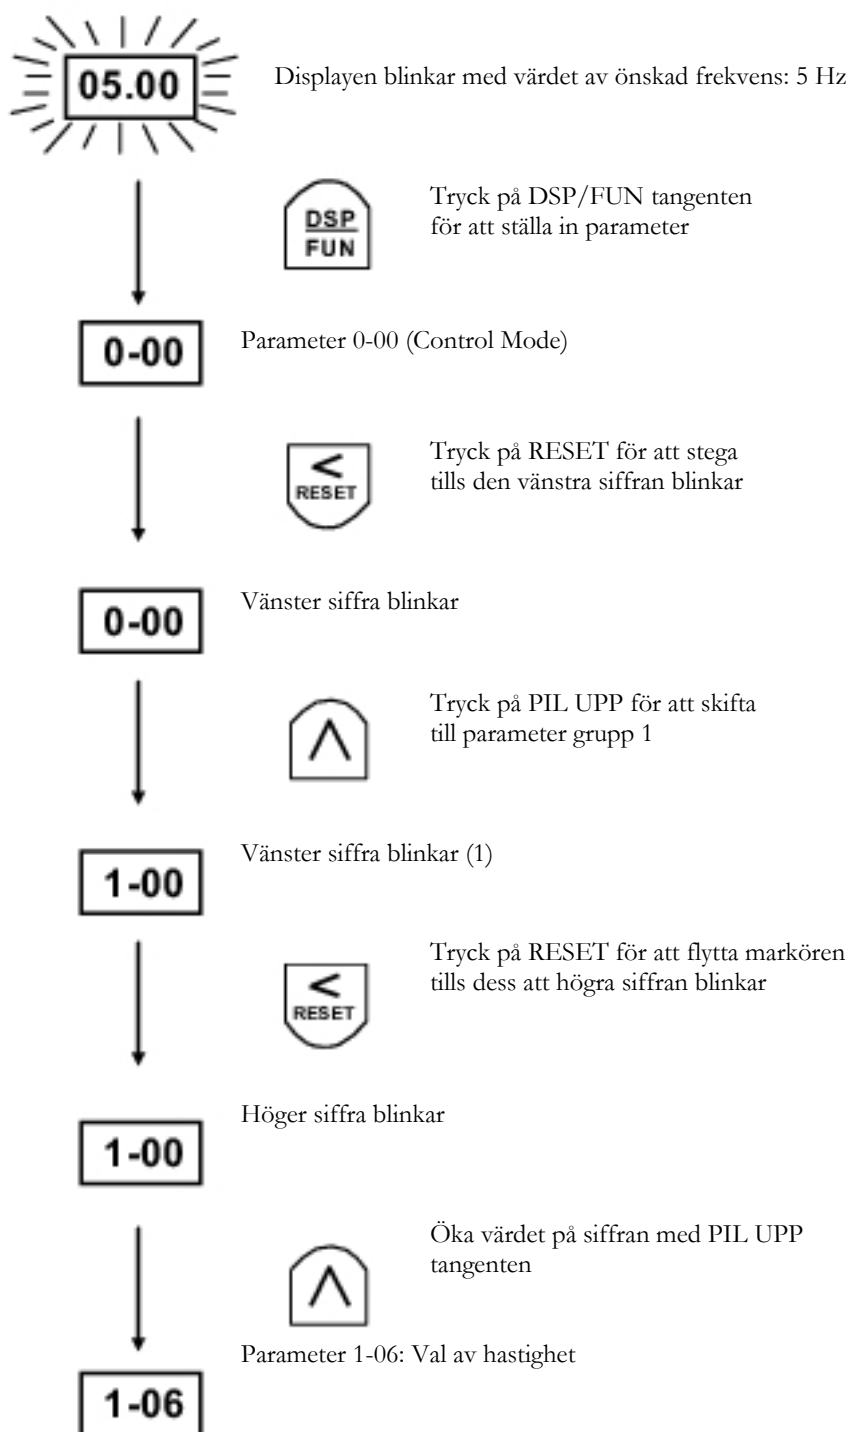 05.00
Displayen blinkar med värdet av önskad frekvens: 5 Hz
DSP
FUN
Tryck på DSP/FUN tangenten
för att ställa in parameter
0-00
Parameter 0-00 (Control Mode)
<
RESET
Tryck på RESET för att stega
tills den vänstra siffran blinkar
0-00
Vänster siffra blinkar
Tryck på PIL UPP för att skifta
till parameter grupp 1
1-00
Vänster siffra blinkar (1)
<
RESET
Tryck på RESET för att flytta markören
tills dess att högra siffran blinkar
1-00
Höger siffra blinkar
Öka värdet på siffran med PIL UPP
tangenten
Parameter 1-06: Val av hastighet
1-06